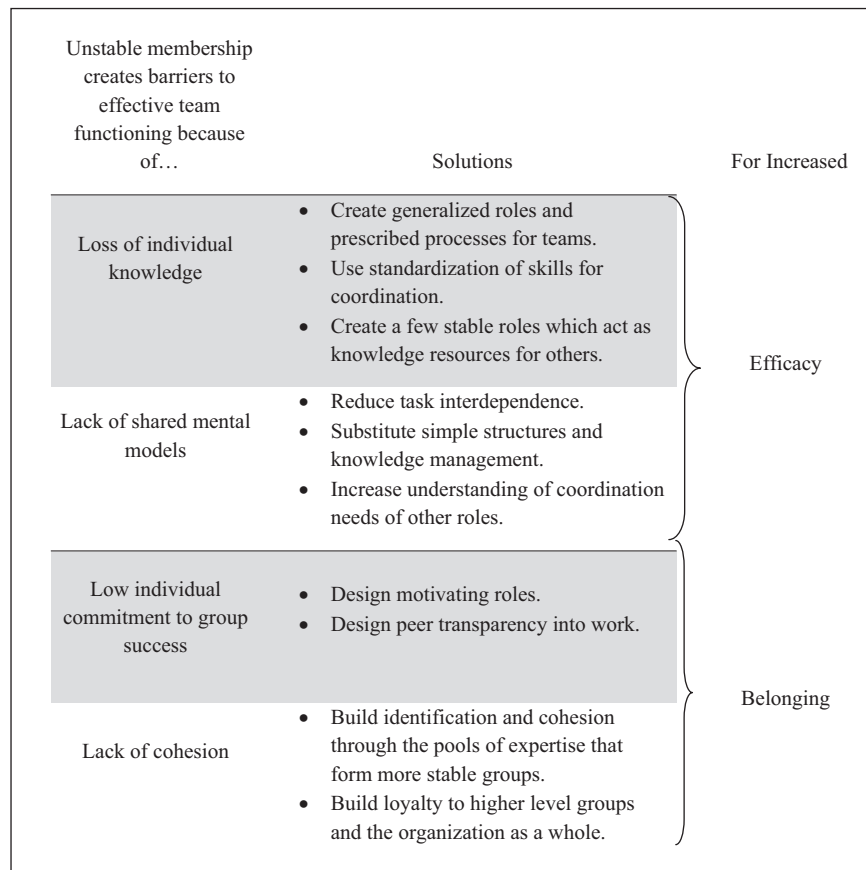 Unstable membership
creates barriers to
effective team
functioning because
of…
Solutions
For Increased
Loss of individual
knowledge
• Create generalized roles and
prescribed processes for teams.
• Use standardization of skills for
coordination.
• Create a few stable roles which act as
knowledge resources for others.
Efficacy
Lack of shared mental
models
• Reduce task interdependence.
• Substitute simple structures and
knowledge management.
• Increase understanding of coordination
needs of other roles.
Low individual
commitment to group
success
• Design motivating roles.
• Design peer transparency into work.
Belonging
Lack of cohesion
• Build identification and cohesion
through the pools of expertise that
form more stable groups.
• Build loyalty to higher level groups
and the organization as a whole.